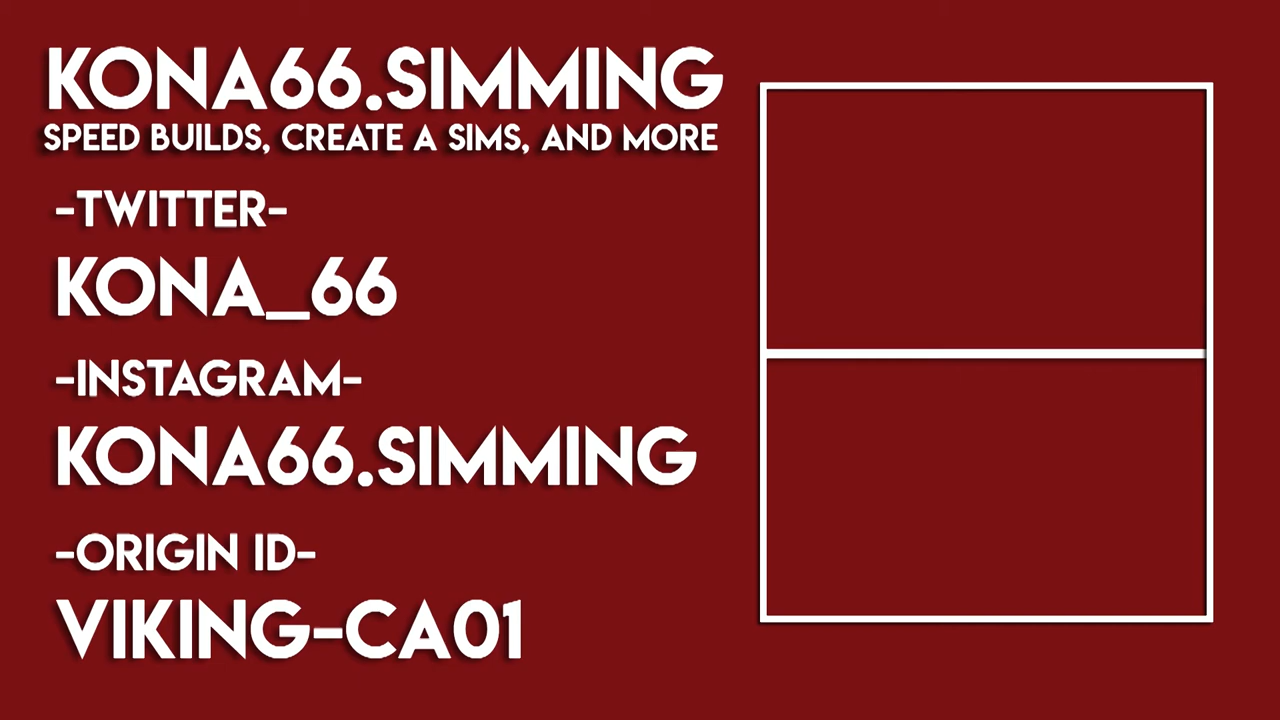 KONA66.SIMMING
SPEED BUILDS, CREATE A SIMS, AND MORE
-TWITTER-
KONA_66
-INSTAGRAM-
KONA66.SIMMING
-ORIGIN ID-
VIKING-CA01